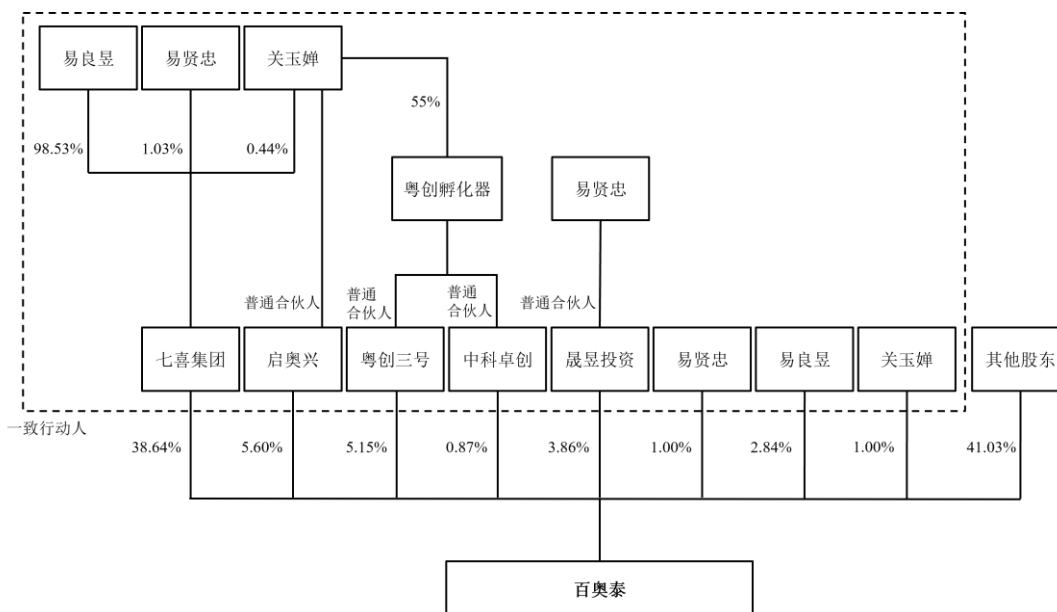 易良昱
易贤忠
关玉婵
55%
98.53%
1.03%
0.44%
粤创孵化器
易贤忠
普通合伙人
普通
合伙人
普通
合伙人
普通合伙人
七喜集团
启奥兴
粤创三号
中科卓创
晟昱投资
易贤忠
易良昱
关玉婵
其他股东
一致行动人
38.64%
5.60%
5.15%
0.87%
3.86%
1.00%
2.84%
1.00%
41.03%
百奥泰